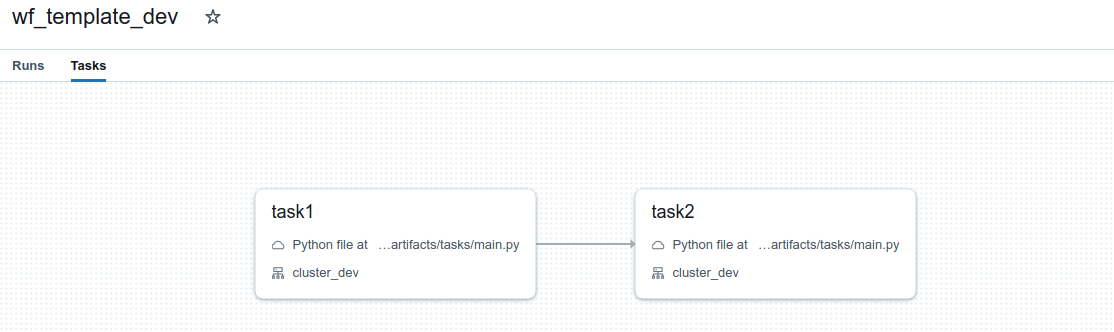 wf_template_dev
Runs Tasks
task1
Python file at …artifacts/tasks/main.py
cluster_dev
task2
Python file at …artifacts/tasks/main.py
cluster_dev